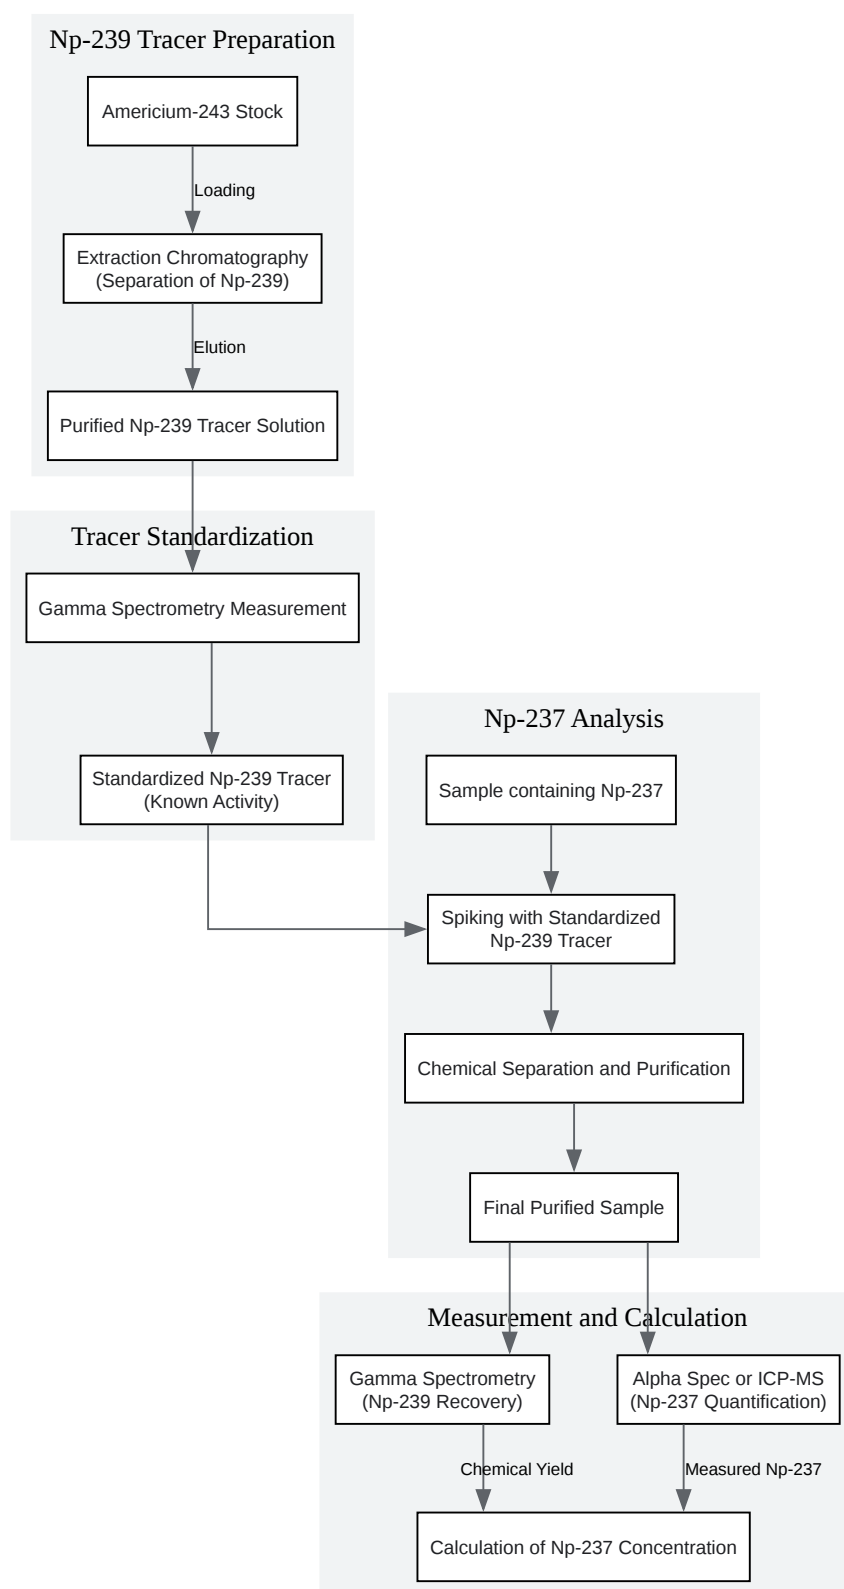 Np-239 Tracer Preparation
Americium-243 Stock
Loading
Extraction Chromatography
(Separation of Np-239)
Elution
Purified Np-239 Tracer Solution
Tracer Standardization
Gamma Spectrometry Measurement
Standardized Np-239 Tracer
(Known Activity)
Np-237 Analysis
Sample containing Np-237
Spiking with Standardized
Np-239 Tracer
Chemical Separation and Purification
Final Purified Sample
Measurement and Calculation
Gamma Spectrometry
(Np-239 Recovery)
Alpha Spec or ICP-MS
(Np-237 Quantification)
Chemical Yield
Measured Np-237
Calculation of Np-237 Concentration